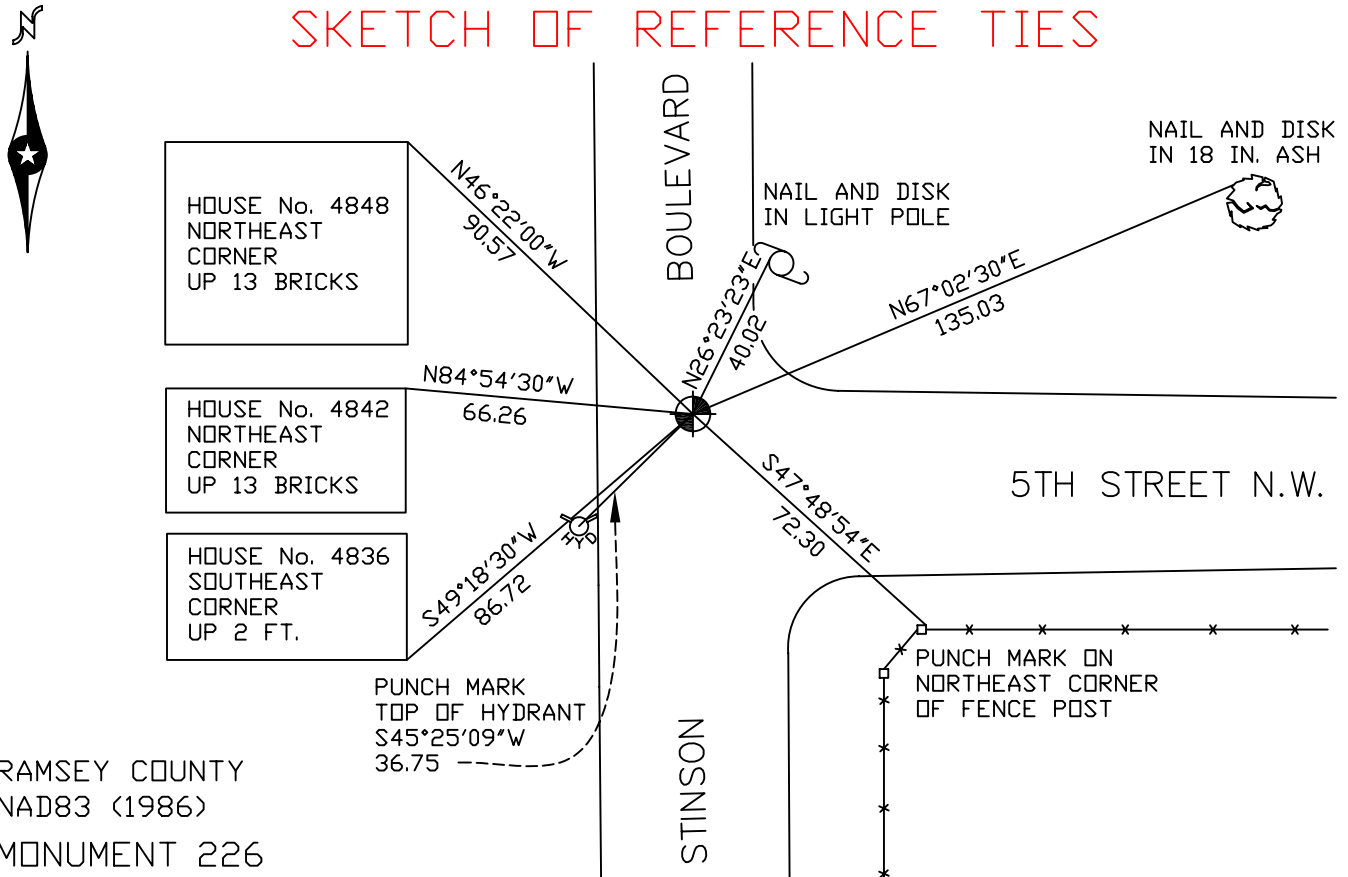 N
SKETCH OF REFERENCE TIES
BOULEVARD
NAIL AND DISK
IN 18 IN. ASH
NAIL AND DISK
IN LIGHT POLE
HOUSE No. 4848
NORTHEAST
CORNER
UP 13 BRICKS
N46°22'00"W
90.57
N26°23'23"E
40.02
N67°02'30"E
135.03
N84°54'30"W
66.26
HOUSE No. 4842
NORTHEAST
CORNER
UP 13 BRICKS
S47°48'54"E
72.30
5TH STREET N.W.
HYD
HOUSE No. 4836
SOUTHEAST
CORNER
UP 2 FT.
S49°18'30"W
86.72
PUNCH MARK ON
NORTHEAST CORNER
OF FENCE POST
PUNCH MARK
TOP OF HYDRANT
S45°25'09"W
36.75
STINSON
RAMSEY COUNTY
NAD83 (1986)
MONUMENT 226